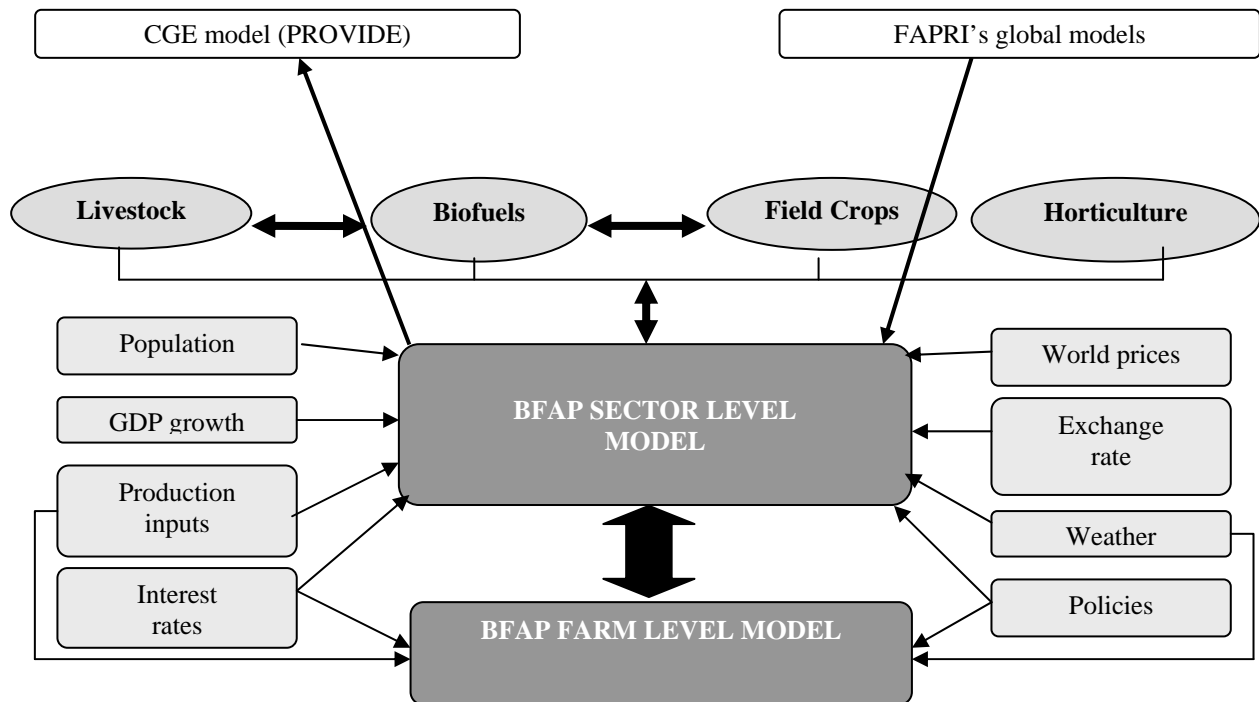 CGE model (PROVIDE)
FAPRI’s global models
Livestock
Biofuels
Field Crops
Horticulture
Population
World prices
BFAP SECTOR LEVEL
MODEL
GDP growth
Exchange
rate
Production
inputs
Weather
Interest
rates
Policies
BFAP FARM LEVEL MODEL